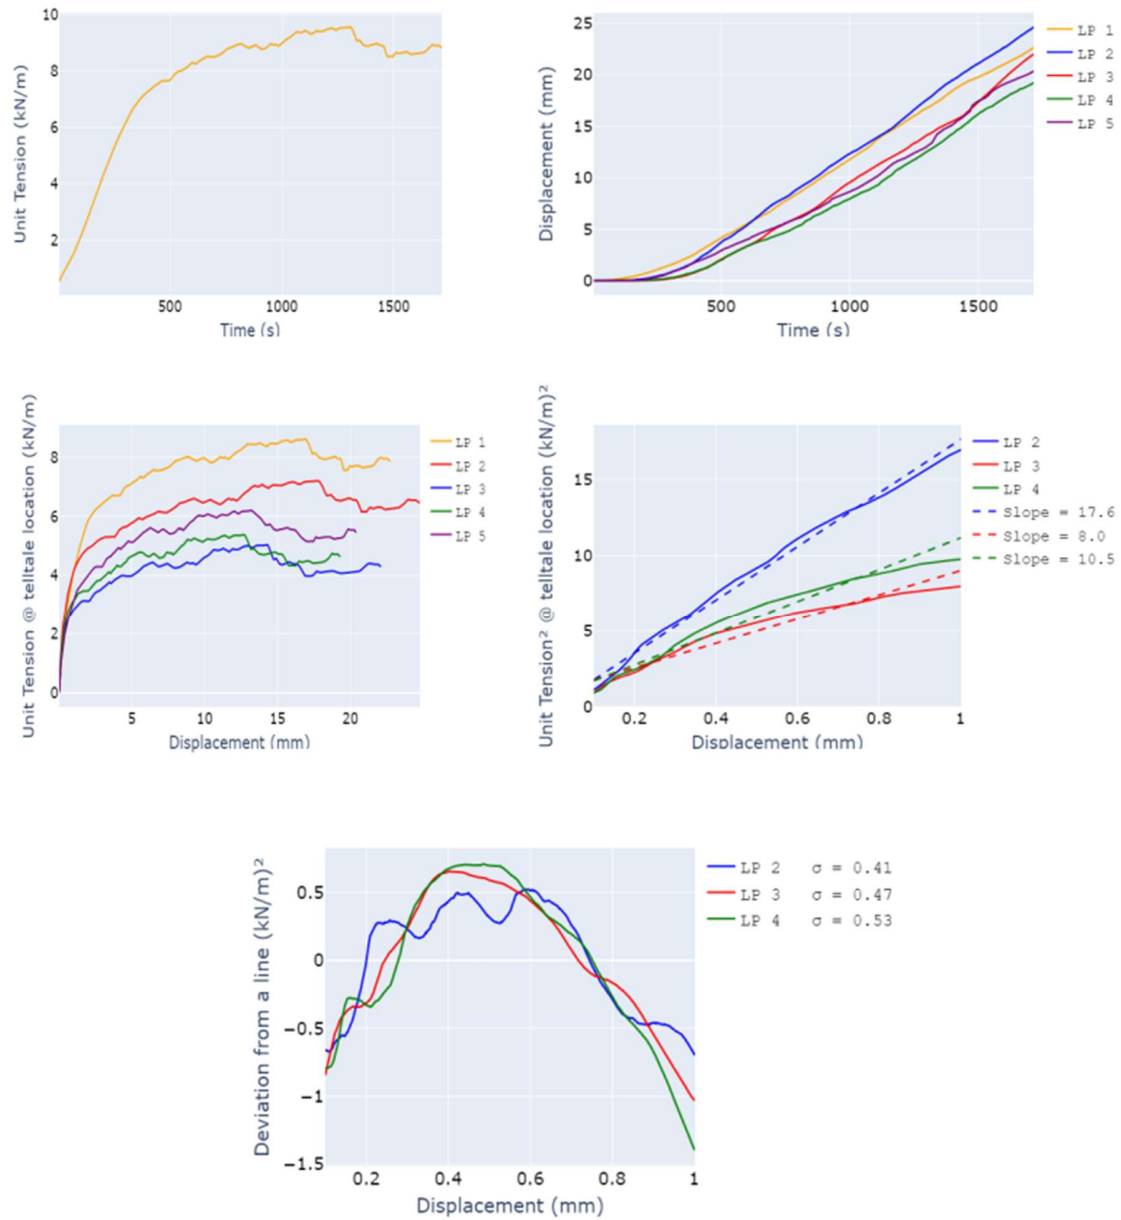 Unit Tension (kN/m)
10
8
6
4
2
500
1000
1500
Time (s)
Displacement (mm)
25
20
15
10
5
0
500
1000
1500
Time (s)
LP 1
LP 2
LP 3
LP 4
LP 5
Unit Tension @ telltale location (kN/m)
8
6
4
2
0
5
10
15
20
Displacement (mm)
LP 1
LP 2
LP 3
LP 4
LP 5
Unit Tension² @ telltale location (kN/m)²
15
10
5
0
0.2
0.4
0.6
0.8
1
Displacement (mm)
LP 2
LP 3
LP 4
Slope = 17.6
Slope = 8.0
Slope = 10.5
Deviation from a line (kN/m)²
0.5
0
−0.5
−1
−1.5
0.2
0.4
0.6
0.8
1
Displacement (mm)
LP 2 σ = 0.41
LP 3 σ = 0.47
LP 4 σ = 0.53